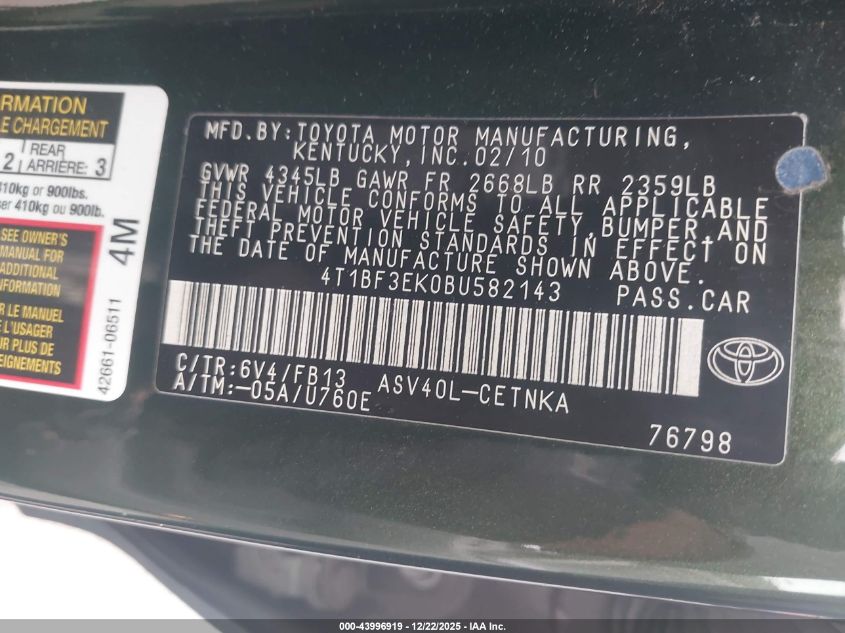 ORMATION
E CHARGEMENT
2 REAR ARRIÈRE: 3
410kg or 900lbs.
ser 410kg ou 900lb.
SEE OWNER'S
MANUAL FOR
ADDITIONAL
INFORMATION
R LE MANUEL
L'USAGER
UR PLUS DE
SEIGNEMENTS
4M
42661-06511
MFD.BY:TOYOTA MOTOR MANUFACTURING,
KENTUCKY,INC.02/10
GVWR 4345LB GAWR FR 2668LB RR 2359LB
THIS VEHICLE CONFORMS TO ALL APPLICABLE
FEDERAL MOTOR VEHICLE SAFETY,BUMPER,AND
THEFT PREVENTION STANDARDS IN EFFECT ON
THE DATE OF MANUFACTURE SHOWN ABOVE.
4T1BF3EK0BU582143 PASS.CAR
C/TR:6V4/FB13 ASV40L-CETNKA
A/TM:-05A/U760E
76798
000-43996919 - 12/22/2025 - IAA Inc.